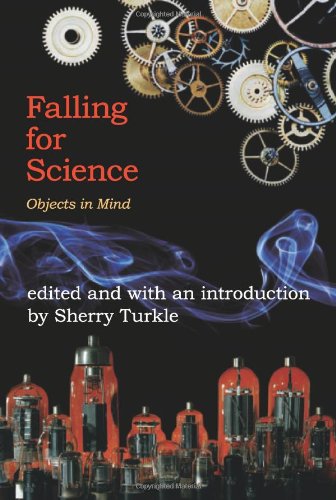 Falling
for
Science
Objects in Mind
edited and with an introduction
by Sherry Turkle